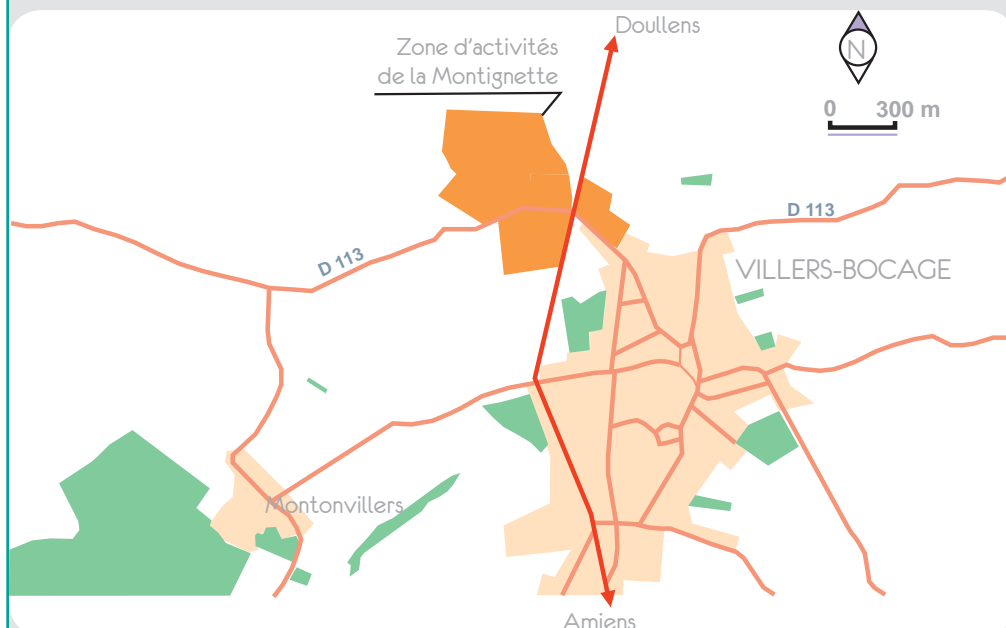 Doullens
Zone d'activités
de la Montignette
N
0 300 m
D 113
D 113
VILLERS-BOCAGE
Montonvillers
Amiens